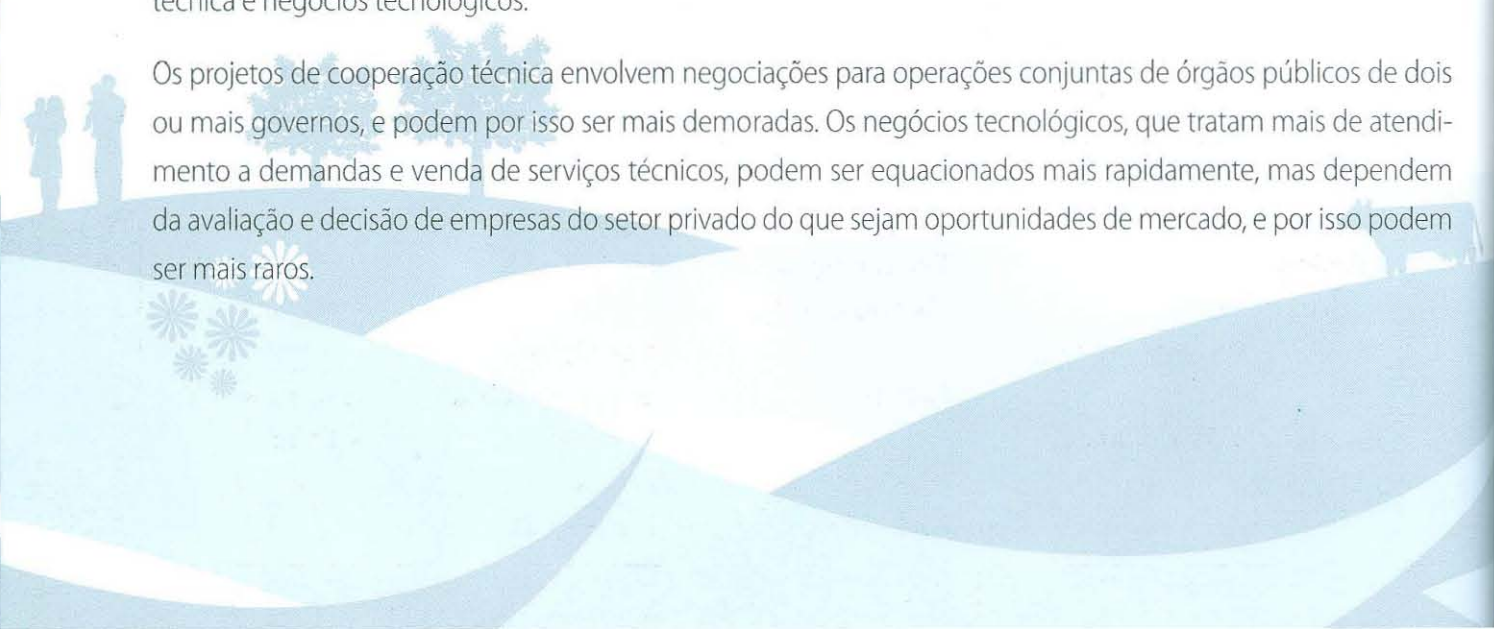 técnica e negócios tecnológicos.
Os projetos de cooperação técnica envolvem negociações para operações conjuntas de órgãos públicos de dois
ou mais governos, e podem por isso ser mais demoradas. Os negócios tecnológicos, que tratam mais de atendi-
mento a demandas e venda de serviços técnicos, podem ser equacionados mais rapidamente, mas dependem
da avaliação e decisão de empresas do setor privado do que sejam oportunidades de mercado, e por isso podem
ser mais raros.